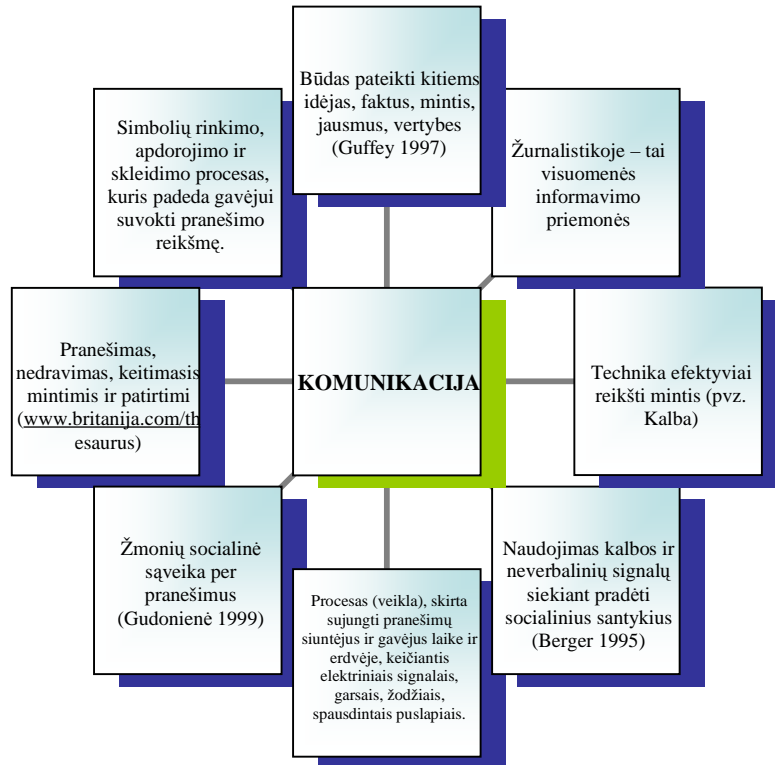 Būdas pateikti kitiems
idėjas, faktus, mintis,
jausmus, vertybes
(Guffey 1997)
Simbolių rinkimo,
apdorojimo ir
skleidimo procesas,
kuris padeda gavėjui
suvokti pranešimo
reikšmę.
Žurnalistikoje – tai
visuomenės
informavimo
priemonės
Pranešimas,
nedravimas, keitimasis
mintimis ir patirtimi
(www.britanija.com/th
esaurus)
KOMUNIKACIJA
Technika efektyviai
reikšti mintis (pvz.
Kalba)
Žmonių socialinė
sąveika per
pranešimus
(Gudonienė 1999)
Procesas (veikla), skirta
sujungti pranešimų
siuntėjus ir gavėjus laike ir
erdvėje, keičiantis
elektriniais signalais,
garsais, žodžiais,
spausdintais puslapiais.
Naudojimas kalbos ir
neverbalinių signalų
siekiant pradėti
socialinius santykius
(Berger 1995)